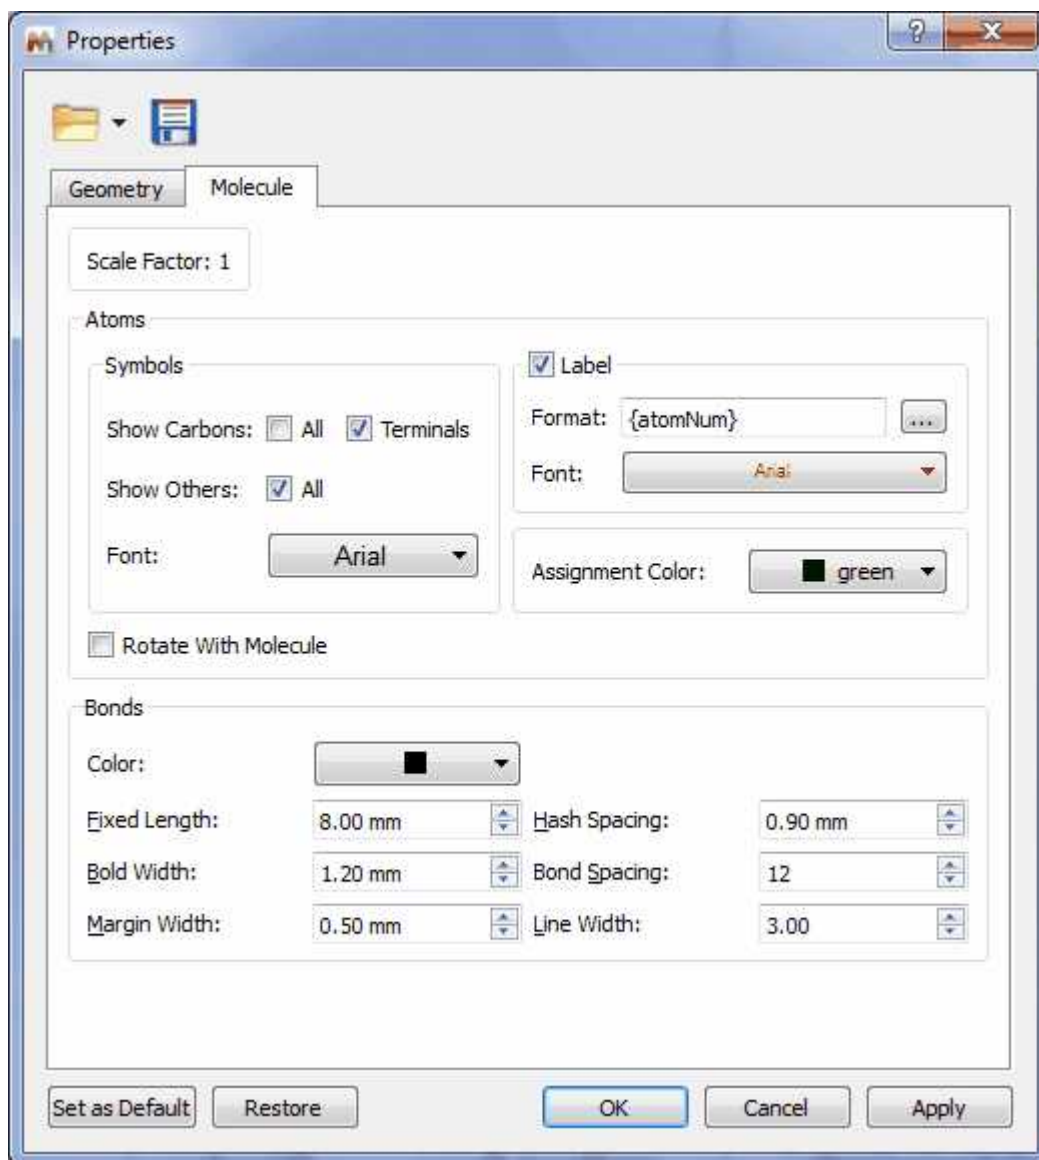 Properties
?
Geometry Molecule
Scale Factor: 1
Atoms
Symbols
Show Carbons: All Terminals
Show Others: All
Font: Arial
Label
Format: {atomNum} ...
Font: Arial
Assignment Color: green
Rotate With Molecule
Bonds
Color:
Fixed Length: 8.00 mm Hash Spacing: 0.90 mm
Bold Width: 1.20 mm Bond Spacing: 12
Margin Width: 0.50 mm Line Width: 3.00
Set as Default Restore OK Cancel Apply